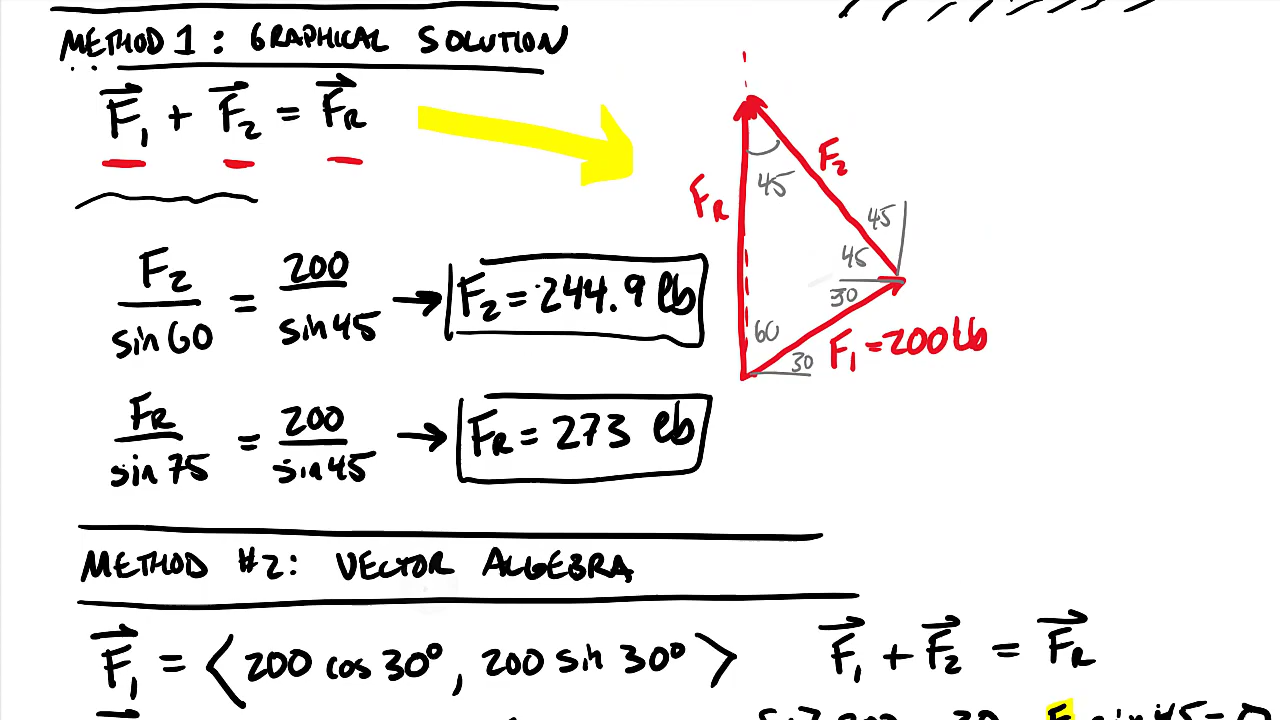 METHOD 1: GRAPHICAL SOLUTION
F₁ + F₂ = FR
F₂ / sin 60 = 200 / sin 45 → F₂ = 244.9 lb
FR / sin 75 = 200 / sin 45 → FR = 273 lb
45
F₂
FR
45
45
30
60
30
F₁ = 200 lb
METHOD #2: VECTOR ALGEBRA
F₁ = ⟨200 cos 30°, 200 sin 30°⟩
F₁ + F₂ = FR